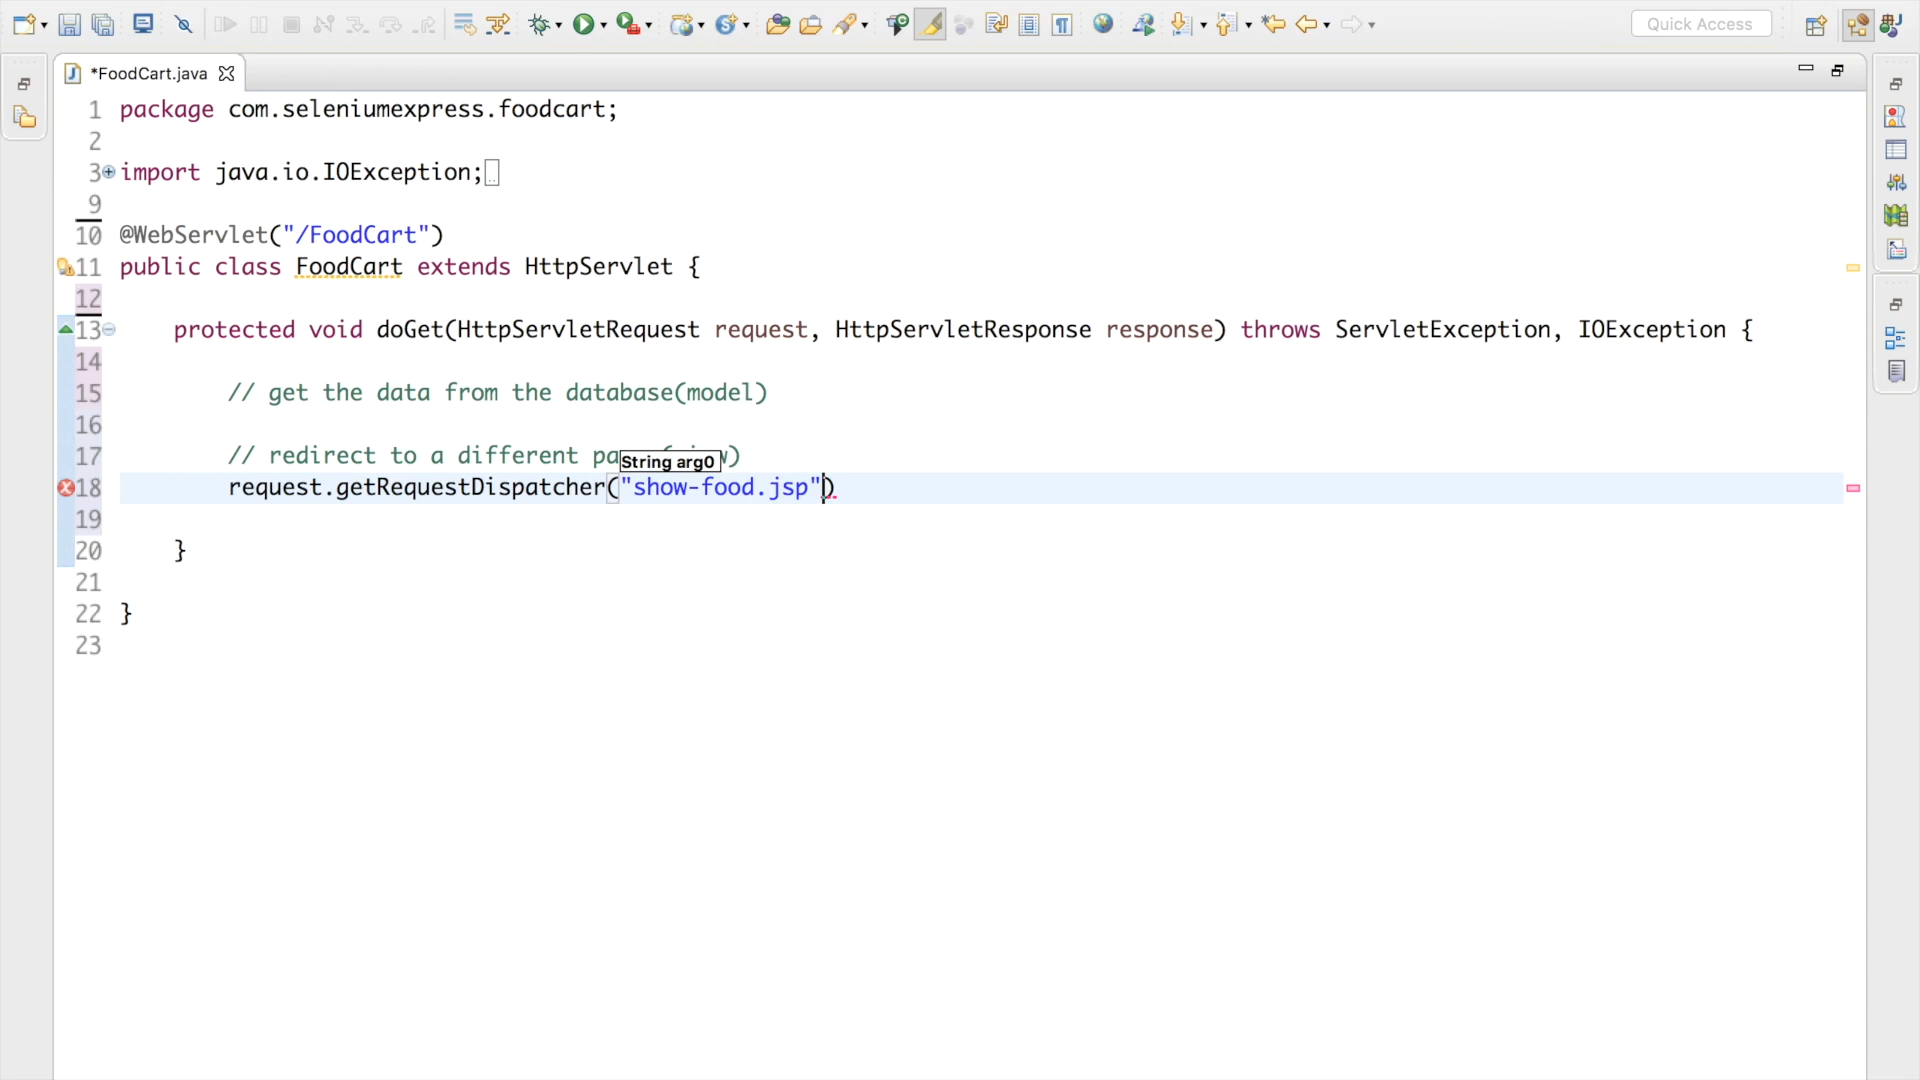 Quick Access
*FoodCart.java
1 package com.seleniumexpress.foodcart;
2
3 import java.io.IOException;
9
10 @WebServlet("/FoodCart")
11 public class FoodCart extends HttpServlet {
12
13 protected void doGet(HttpServletRequest request, HttpServletResponse response) throws ServletException, IOException {
14
15 // get the data from the database(model)
16
17 // redirect to a different
String arg0
18 request.getRequestDispatcher("show-food.jsp")
19
20 }
21
22 }
23